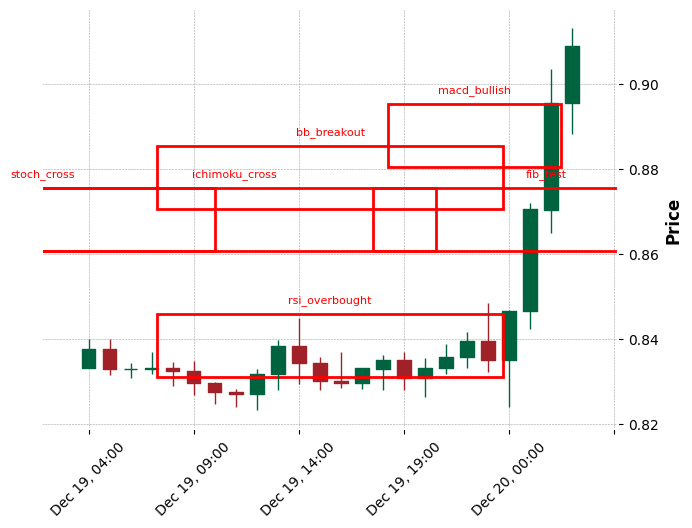 macd_bullish
bb_breakout
stoch_cross
ichimoku_cross
fib_test
rsi_overbought
0.90
0.88
0.86
0.84
0.82
Price
Dec 19, 04:00
Dec 19, 09:00
Dec 19, 14:00
Dec 19, 19:00
Dec 20, 00:00